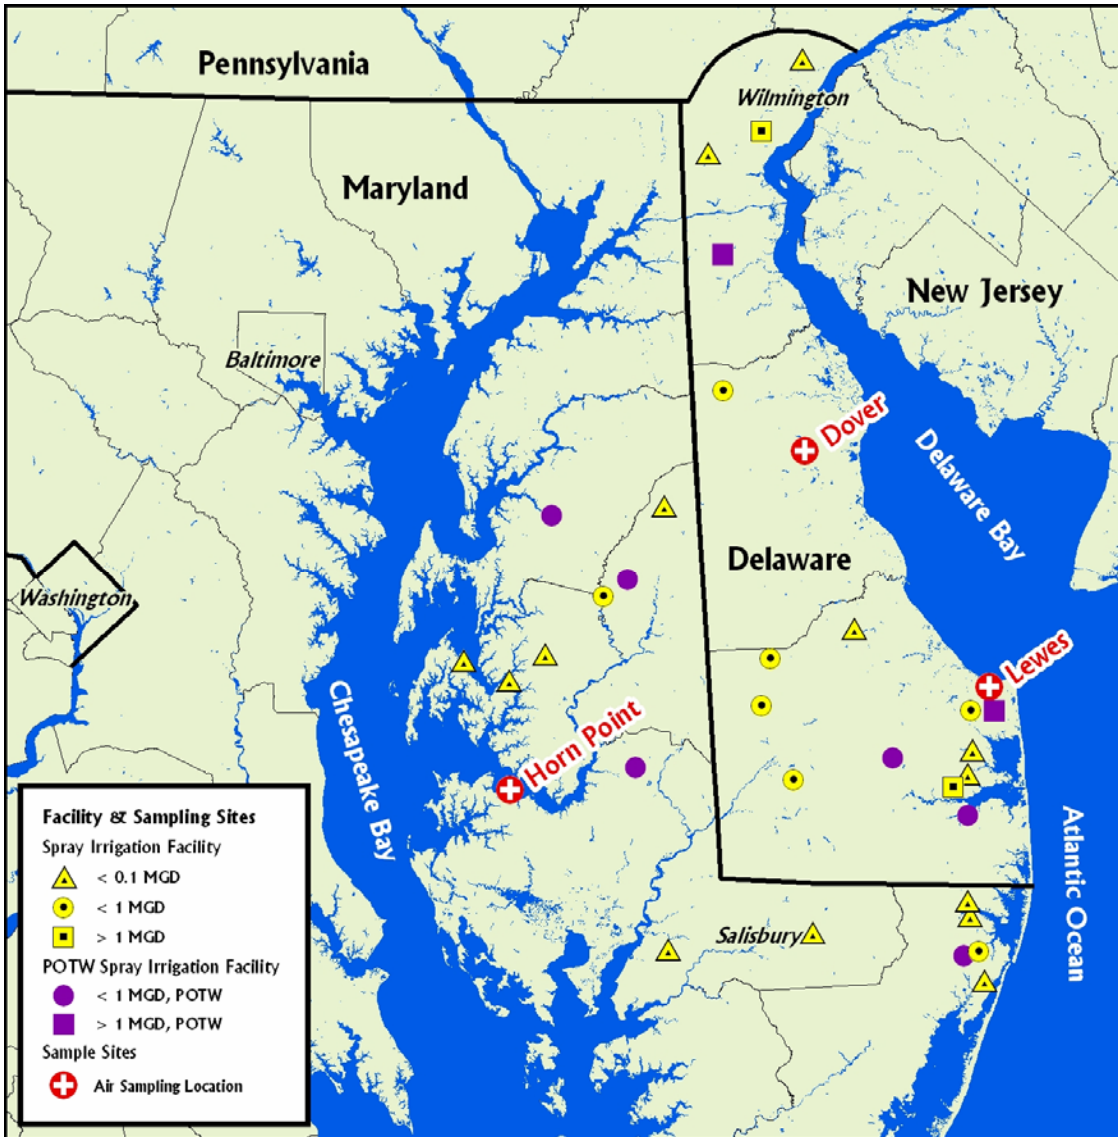 Pennsylvania
Wilmington
Maryland
New Jersey
Baltimore
Dover
Delaware Bay
Delaware
Washington
Lewes
Chesapeake Bay
Horn Point
Atlantic Ocean
Salisbury
Facility & Sampling Sites
Spray Irrigation Facility
< 0.1 MGD
< 1 MGD
> 1 MGD
POTW Spray Irrigation Facility
< 1 MGD, POTW
> 1 MGD, POTW
Sample Sites
Air Sampling Location